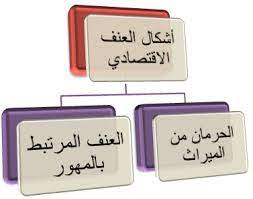 أشكال العنف
الاقتصادي
الحرمان من
الميراث
العنف المرتبط
بالمهور